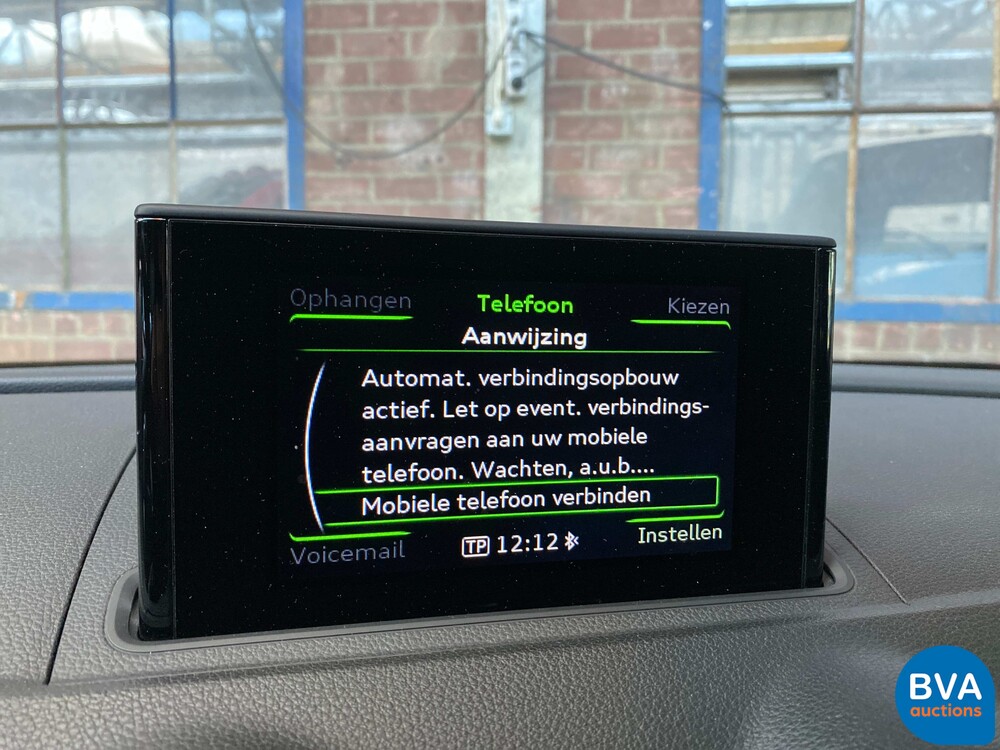 Ophangen
Telefoon
Kiezen
Aanwijzing
Automat. verbindingsopbouw
actief. Let op event. verbindings-
aanvragen aan uw mobiele
telefoon. Wachten, a.u.b....
Mobiele telefoon verbinden
Voicemail
TP 12:12
Instellen
BVA
auctions